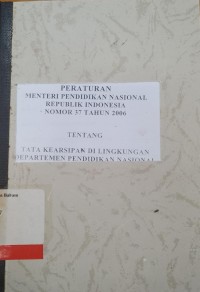 PERATURAN
MENTERI PENDIDIKAN NASIONAL
REPUBLIK INDONESIA
NOMOR 37 TAHUN 2006
TENTANG
TATA KEARSIPAN DI LINGKUNGAN
DEPARTEMEN PENDIDIKAN NASIONAL